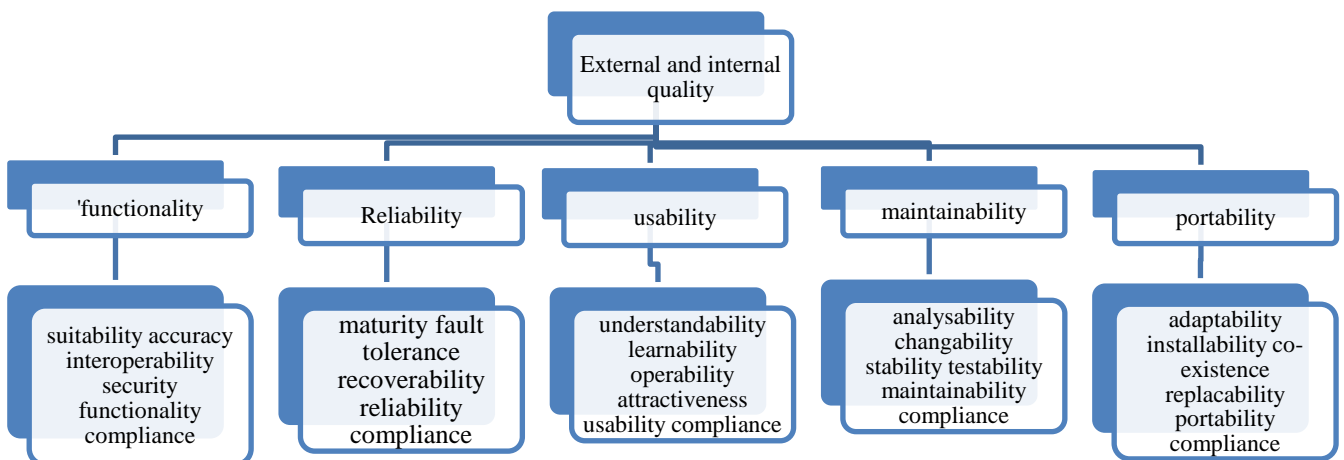 External and internal
quality
'functionality
Reliability
usability
maintainability
portability
suitability accuracy
interoperability
security
functionality
compliance
maturity fault
tolerance
recoverability
reliability
compliance
understandability
learnability
operability
attractiveness
usability compliance
analysability
changability
stability testability
maintainability
compliance
adaptability
installability co-
existence
replacability
portability
compliance